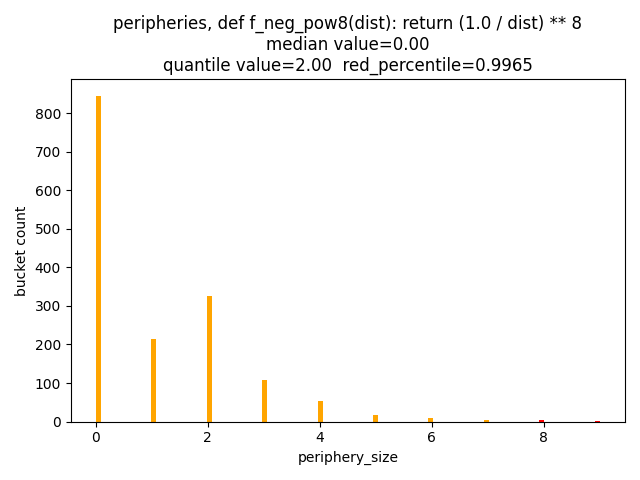 peripheries, def f_neg_pow8(dist): return (1.0 / dist) ** 8
median value=0.00
quantile value=2.00  red_percentile=0.9965
800
700
600
500
400
300
200
100
0
bucket count
0
2
4
6
8
periphery_size